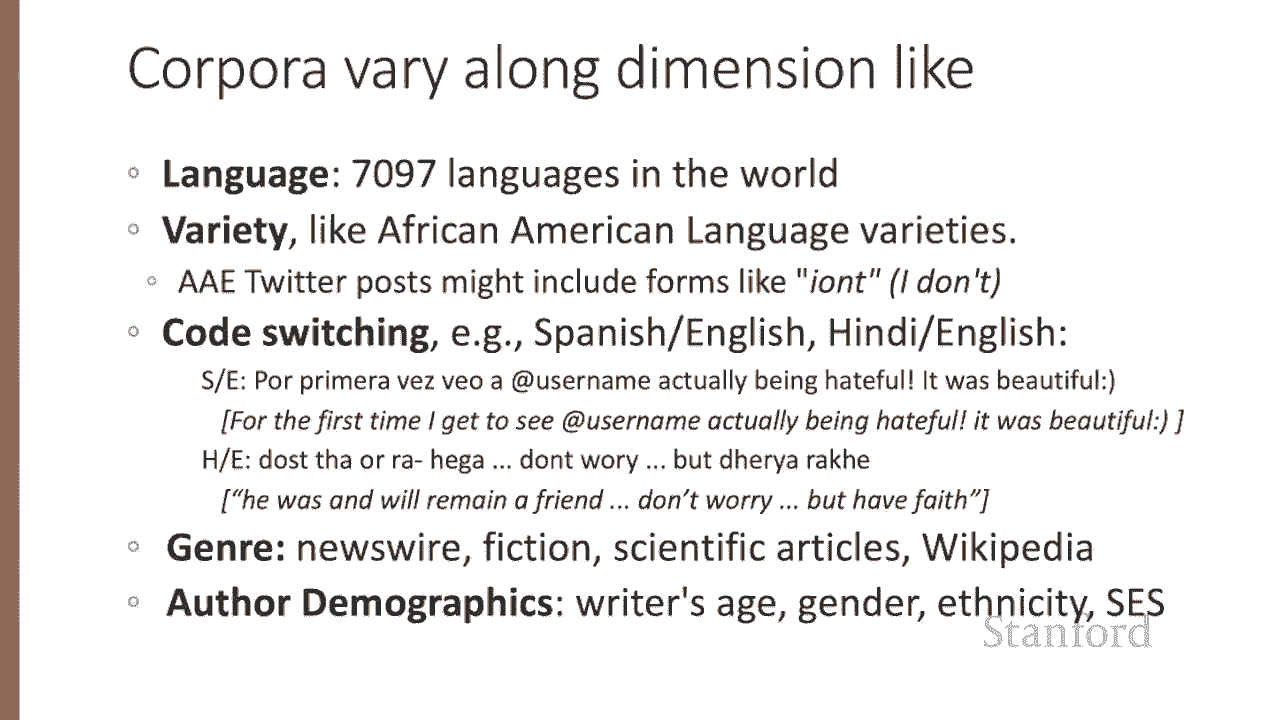 Corpora vary along dimension like
◦ Language: 7097 languages in the world
◦ Variety, like African American Language varieties.
◦ AAE Twitter posts might include forms like "iont" (I don't)
◦ Code switching, e.g., Spanish/English, Hindi/English:
S/E: Por primera vez veo a @username actually being hateful! It was beautiful:)
[For the first time I get to see @username actually being hateful! it was beautiful:) ]
H/E: dost tha or ra- hega ... dont wory ... but dherya rakhe
[“he was and will remain a friend ... don’t worry ... but have faith”]
◦ Genre: newswire, fiction, scientific articles, Wikipedia
◦ Author Demographics: writer's age, gender, ethnicity, SES
Stanford